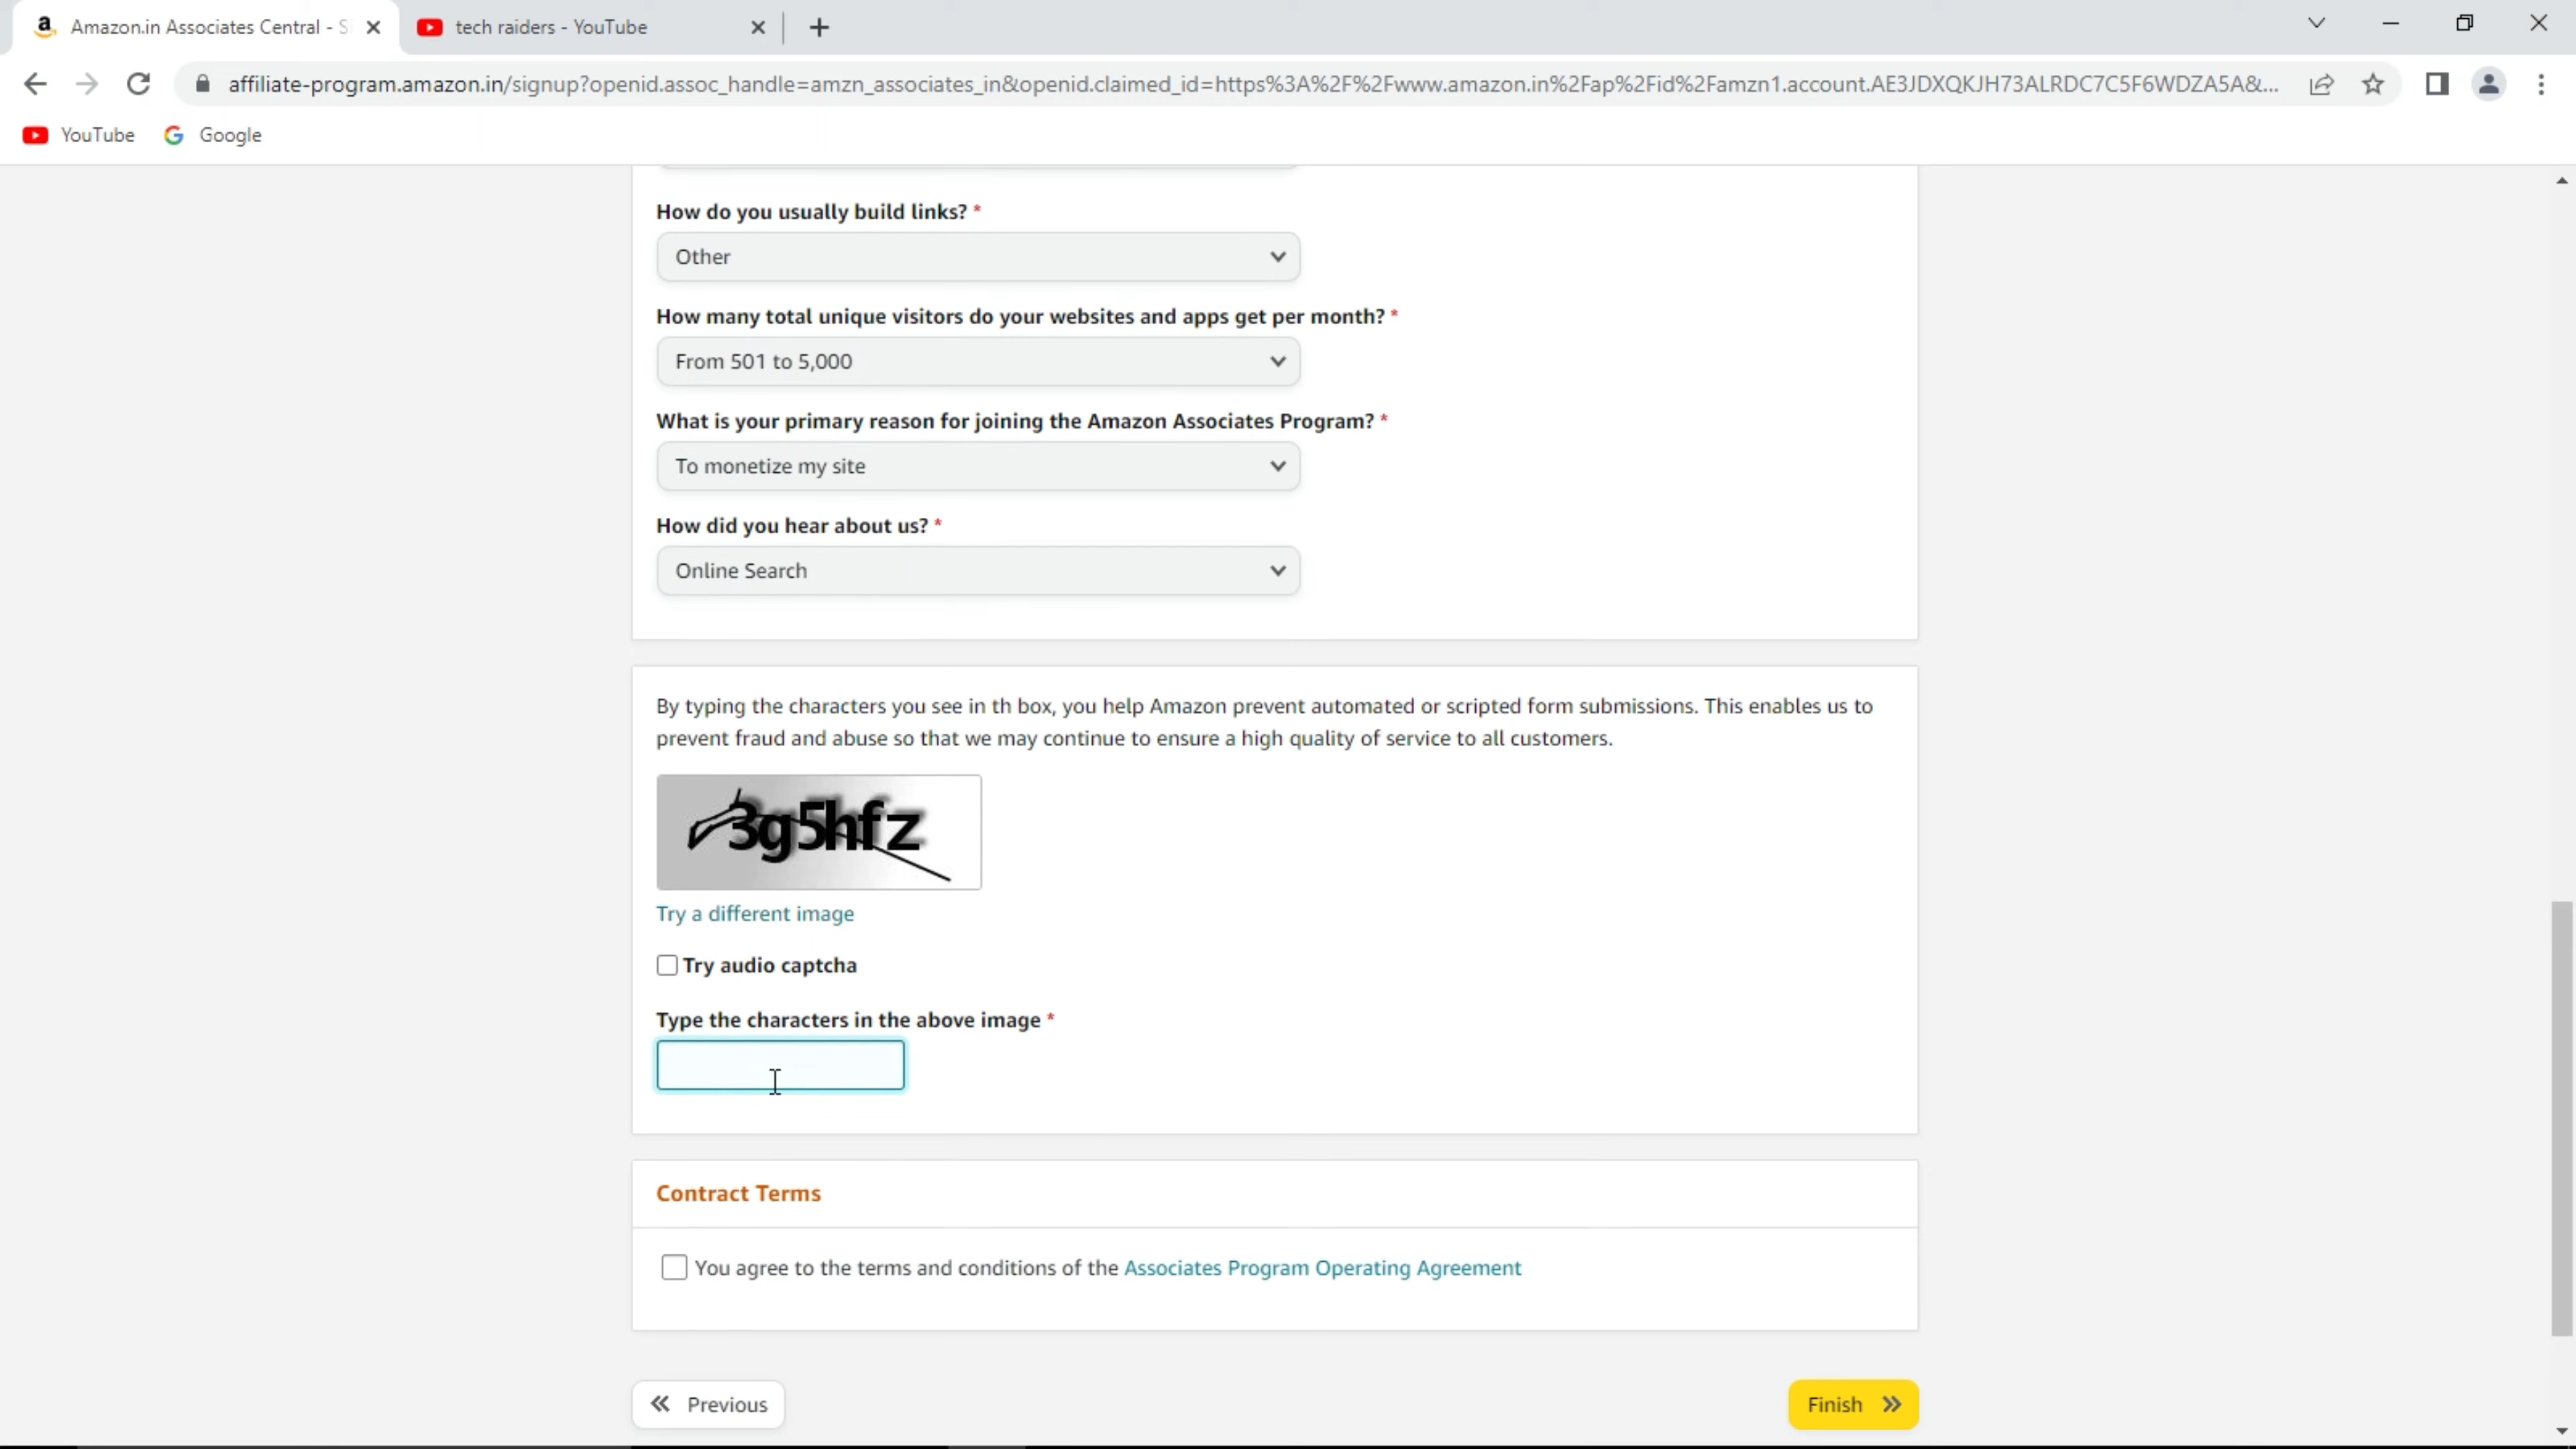 Amazon.in Associates Central - S
tech raiders - YouTube
affiliate-program.amazon.in/signup?openid.assoc_handle=amzn_associates_in&openid.claimed_id=https%3A%2F%2Fwww.amazon.in%2Fap%2Fid%2Famzn1.account.AE3JDXQKJH73ALRDC7C5F6WDZA5A&...
YouTube
Google
How do you usually build links? *
Other
How many total unique visitors do your websites and apps get per month? *
From 501 to 5,000
What is your primary reason for joining the Amazon Associates Program? *
To monetize my site
How did you hear about us? *
Online Search
By typing the characters you see in th box, you help Amazon prevent automated or scripted form submissions. This enables us to
prevent fraud and abuse so that we may continue to ensure a high quality of service to all customers.
3g5hfz
Try a different image
Try audio captcha
Type the characters in the above image *
Contract Terms
You agree to the terms and conditions of the Associates Program Operating Agreement
Previous
Finish